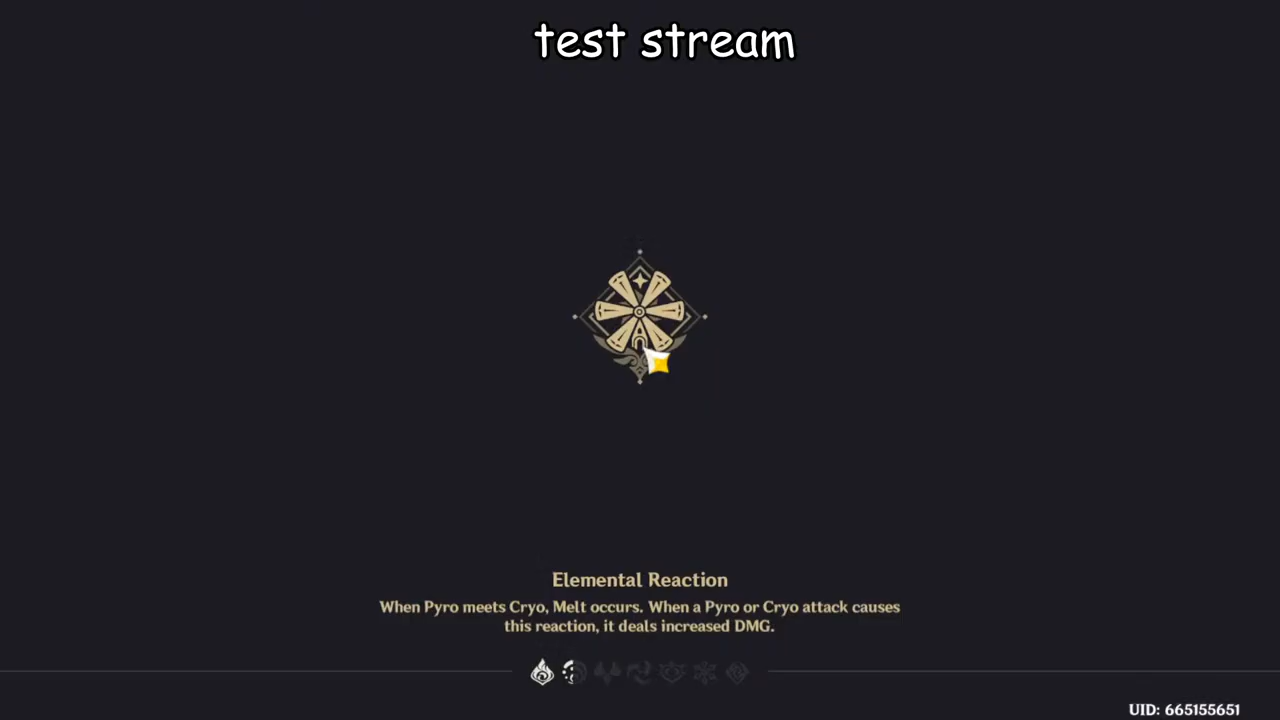 test stream
Elemental Reaction
When Pyro meets Cryo, Melt occurs. When a Pyro or Cryo attack causes
this reaction, it deals increased DMG.
UID: 665155651